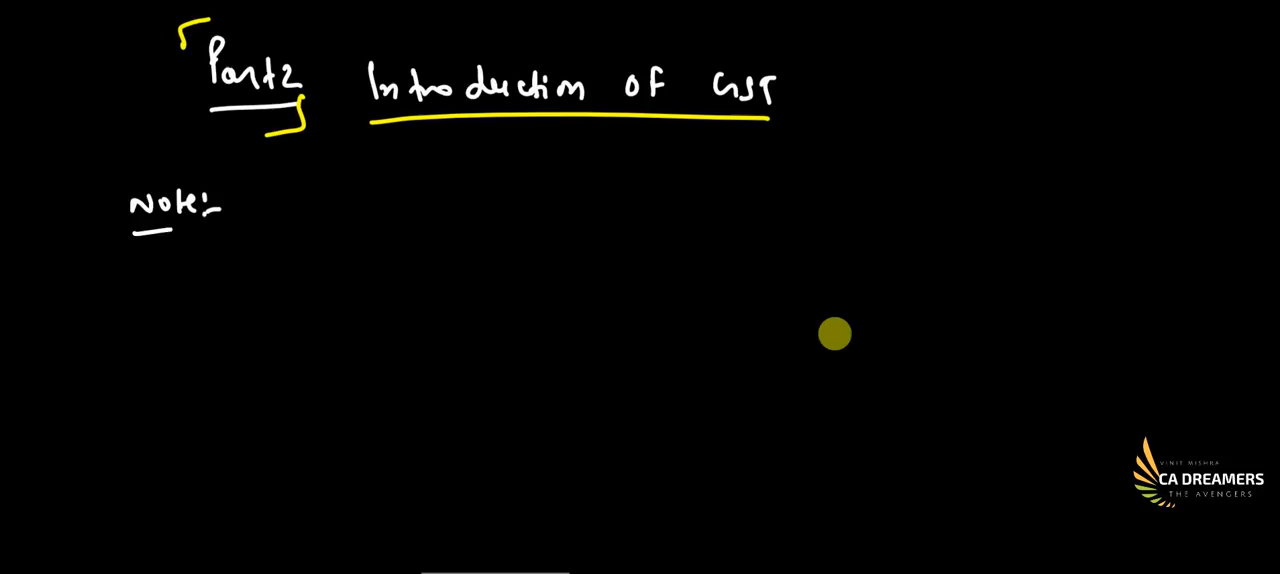 Part 2 Introduction of GST
Note:-
VINIT MISHRA
CA DREAMERS
THE AVENGERS